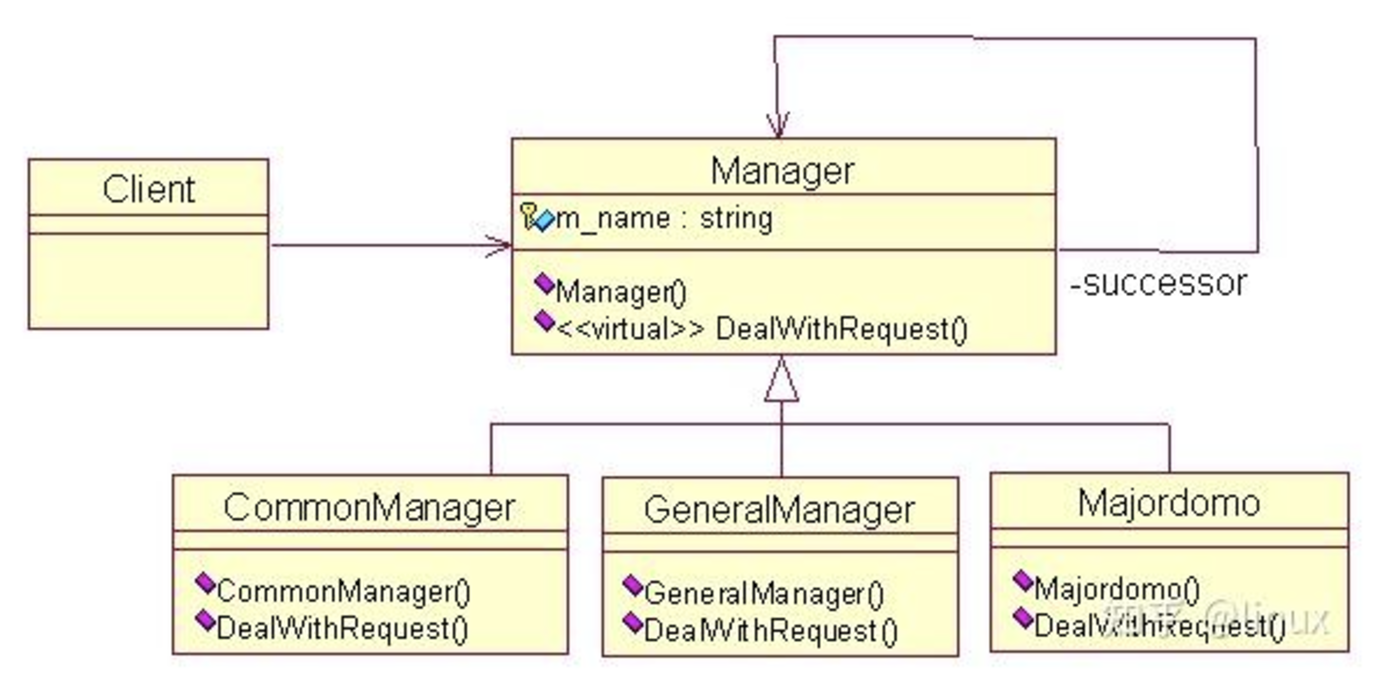 Client
Manager
m_name : string
Manager()
<<virtual>> DealWithRequest()
-successor
CommonManager
CommonManager()
DealWithRequest()
GeneralManager
GeneralManager()
DealWithRequest()
Majordomo
Majordomo()
DealWithRequest()
知乎 @linux